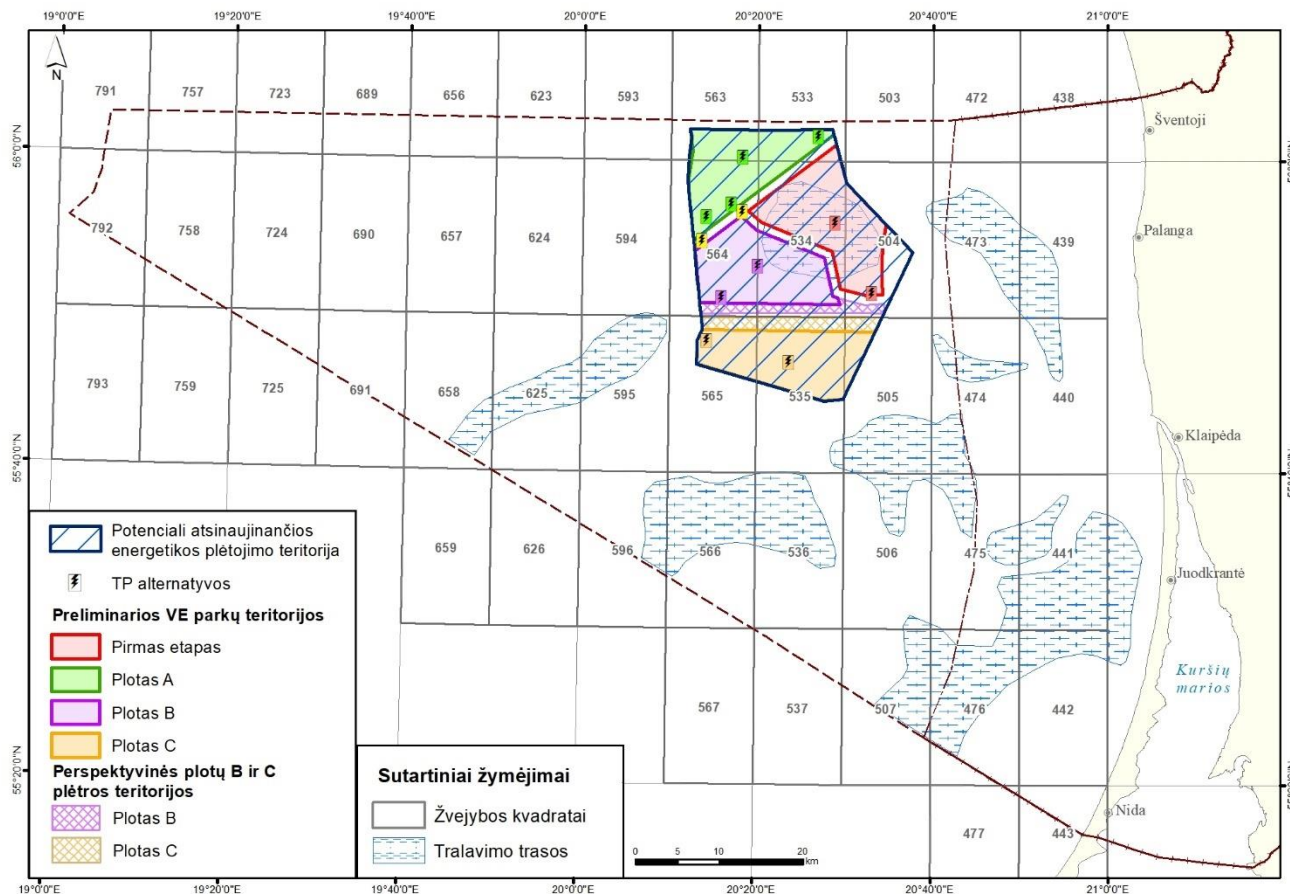 19°0'0"E 19°20'0"E 19°40'0"E 20°0'0"E 20°20'0"E 20°40'0"E 21°0'0"E
N
791 757 723 689 656 623 593 563 533 503 472 438
Šventoji
56°0'0"N
792 758 724 690 657 624 594 564 534 504 473 439
Palanga
793 759 725 691 658 625 595 565 535 505 474 440
Klaipėda
55°40'0"N
659 626 596 566 536 506 475 441
Juodkrantė
Kuršių
marios
567 537 507 476 442
55°20'0"N
Nida
477 443
Potenciali atsinaujinančios
energetikos plėtojimo teritorija
TP alternatyvos
Preliminarios VE parkų teritorijos
Pirmas etapas
Plotas A
Plotas B
Plotas C
Perspektyvinės plotų B ir C
plėtros teritorijos
Plotas B
Plotas C
Sutartiniai žymėjimai
Žvejybos kvadratai
Tralavimo trasos
0 5 10 20
km
19°0'0"E 19°20'0"E 19°40'0"E 20°0'0"E 20°20'0"E 20°40'0"E 21°0'0"E